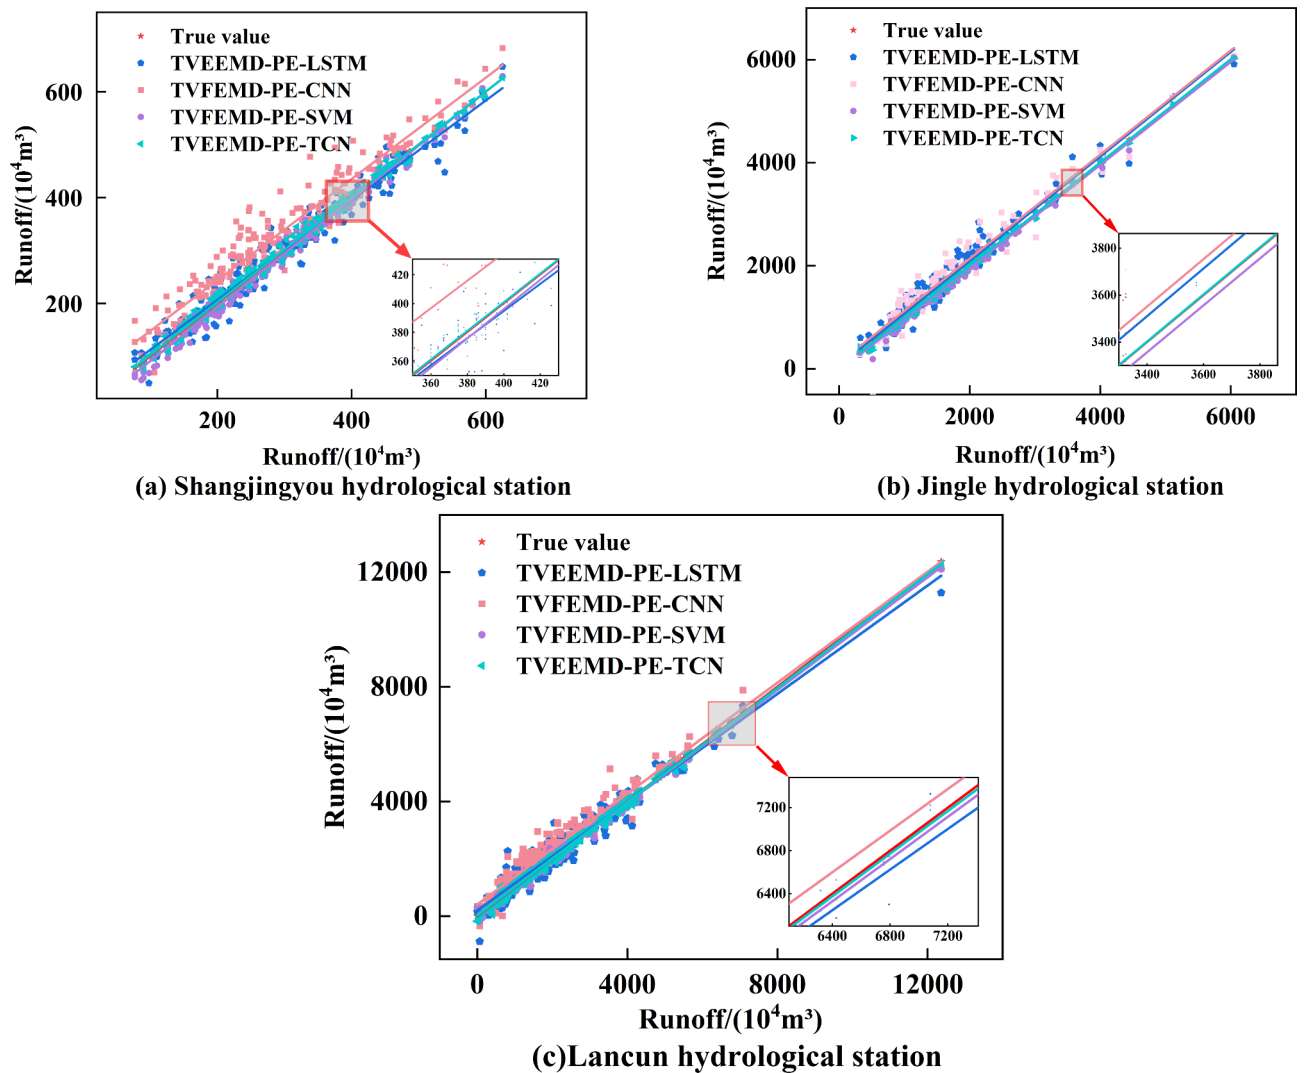 True value
TVEEMD-PE-LSTM
TVFEMD-PE-CNN
TVFEMD-PE-SVM
TVEEMD-PE-TCN
Runoff/(10⁴m³)
600
400
200
200 400 600
420
400
380
360
360 380 400 420
Runoff/(10⁴m³)
(a) Shangjingyou hydrological station
True value
TVEEMD-PE-LSTM
TVFEMD-PE-CNN
TVFEMD-PE-SVM
TVEEMD-PE-TCN
Runoff/(10⁴m³)
6000
4000
2000
0
0 2000 4000 6000
3800
3600
3400
3400 3600 3800
Runoff/(10⁴m³)
(b) Jingle hydrological station
True value
TVEEMD-PE-LSTM
TVFEMD-PE-CNN
TVFEMD-PE-SVM
TVEEMD-PE-TCN
Runoff/(10⁴m³)
12000
8000
4000
0
0 4000 8000 12000
7200
6800
6400
6400 6800 7200
Runoff/(10⁴m³)
(c)Lancun hydrological station